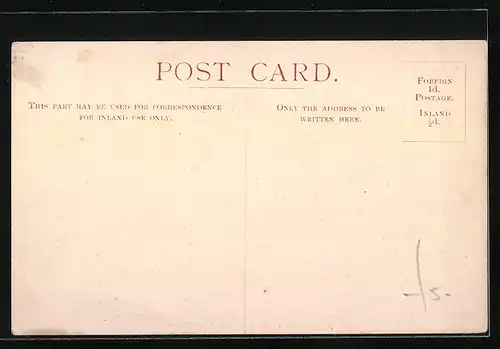 POST CARD.
THIS PART MAY BE USED FOR CORRESPONDENCE
FOR INLAND USE ONLY.
ONLY THE ADDRESS TO BE
WRITTEN HERE.
FOREIGN
1d.
POSTAGE.
INLAND
½d.
-/5-